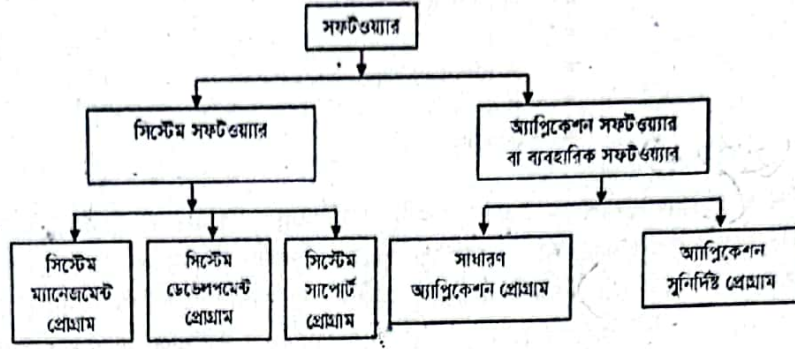 সফটওয়্যার
সিস্টেম সফটওয়্যার
অ্যাপ্লিকেশন সফটওয়্যার
বা ব্যবহারিক সফটওয়্যার
সিস্টেম
ম্যানেজমেন্ট
প্রোগ্রাম
সিস্টেম
ডেভেলপমেন্ট
প্রোগ্রাম
সিস্টেম
সাপোর্ট
প্রোগ্রাম
সাধারণ
অ্যাপ্লিকেশন প্রোগ্রাম
অ্যাপ্লিকেশন
সুনির্দিষ্ট প্রোগ্রাম